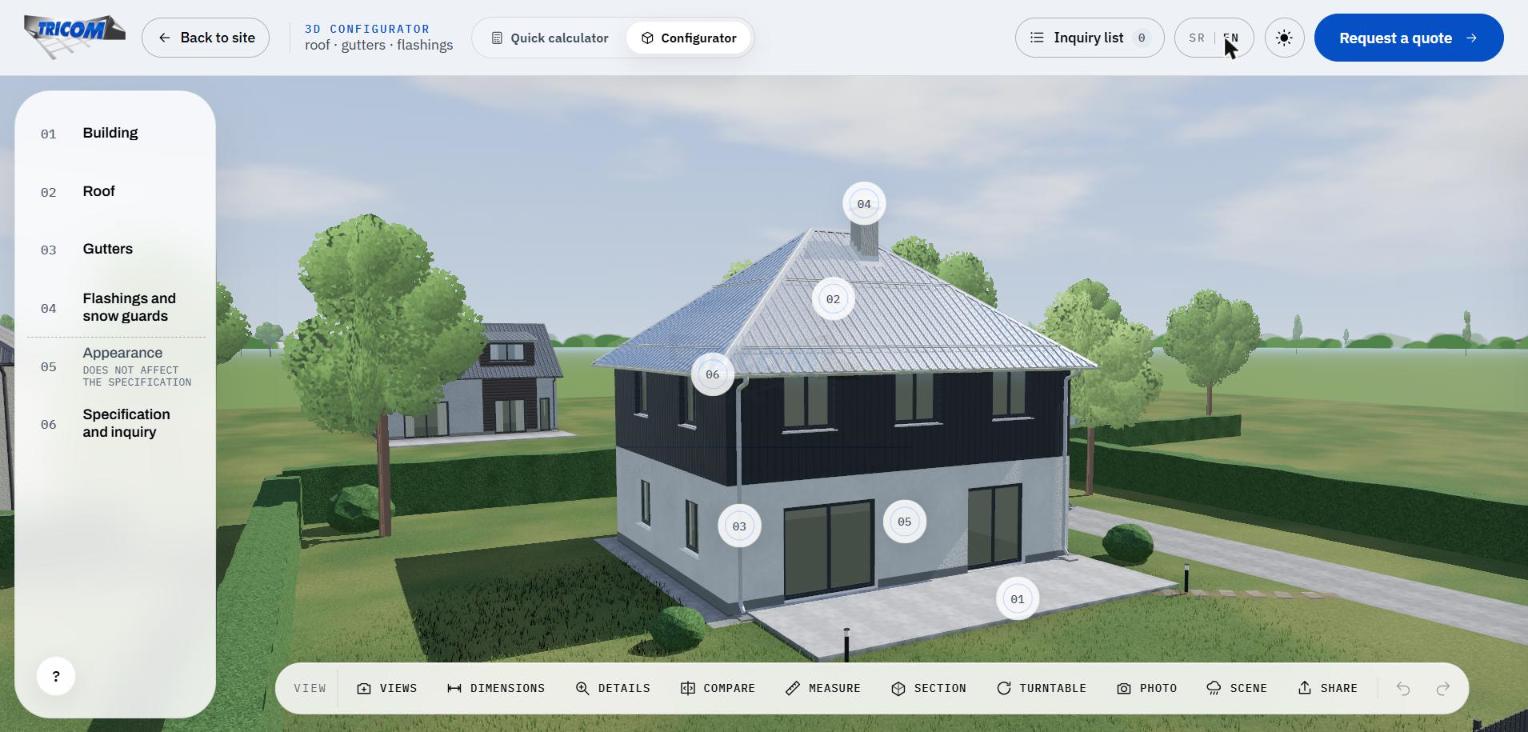 TRICOM
Back to site
3D CONFIGURATOR
roof · gutters · flashings
Quick calculator
Configurator
Inquiry list 0
SR | EN
Request a quote
01 Building
02 Roof
03 Gutters
04 Flashings and
snow guards
05 Appearance
DOES NOT AFFECT
THE SPECIFICATION
06 Specification
and inquiry
?
04
02
06
03
05
01
VIEW
VIEWS
DIMENSIONS
DETAILS
COMPARE
MEASURE
SECTION
TURNTABLE
PHOTO
SCENE
SHARE